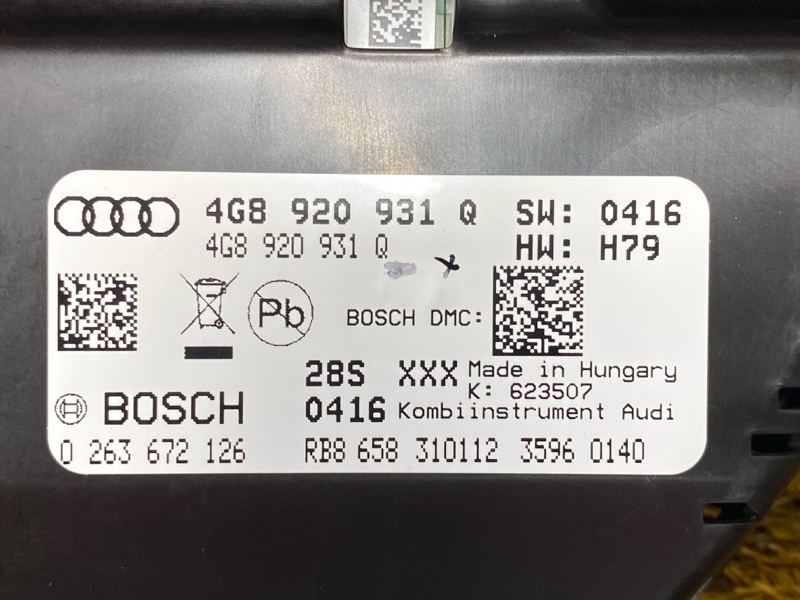 4G8 920 931 Q SW: 0416
4G8 920 931 Q HW: H79
Pb BOSCH DMC:
28S XXX Made in Hungary
K: 623507
BOSCH 0416 Kombiinstrument Audi
0 263 672 126 RB8 658 310112 3596 0140